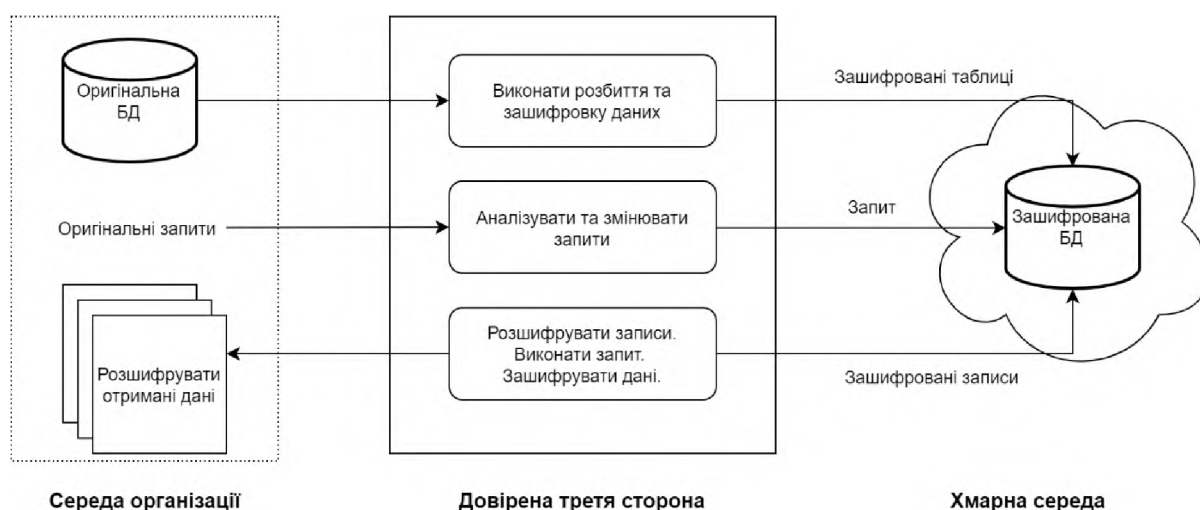 Оригінальна
БД
Виконати розбиття та
зашифровку даних
Зашифровані таблиці
Оригінальні запити
Аналізувати та змінювати
запити
Запит
Зашифрована
БД
Розшифрувати
отримані дані
Розшифрувати записи.
Виконати запит.
Зашифрувати дані.
Зашифровані записи
Середа організації
Довірена третя сторона
Хмарна середа